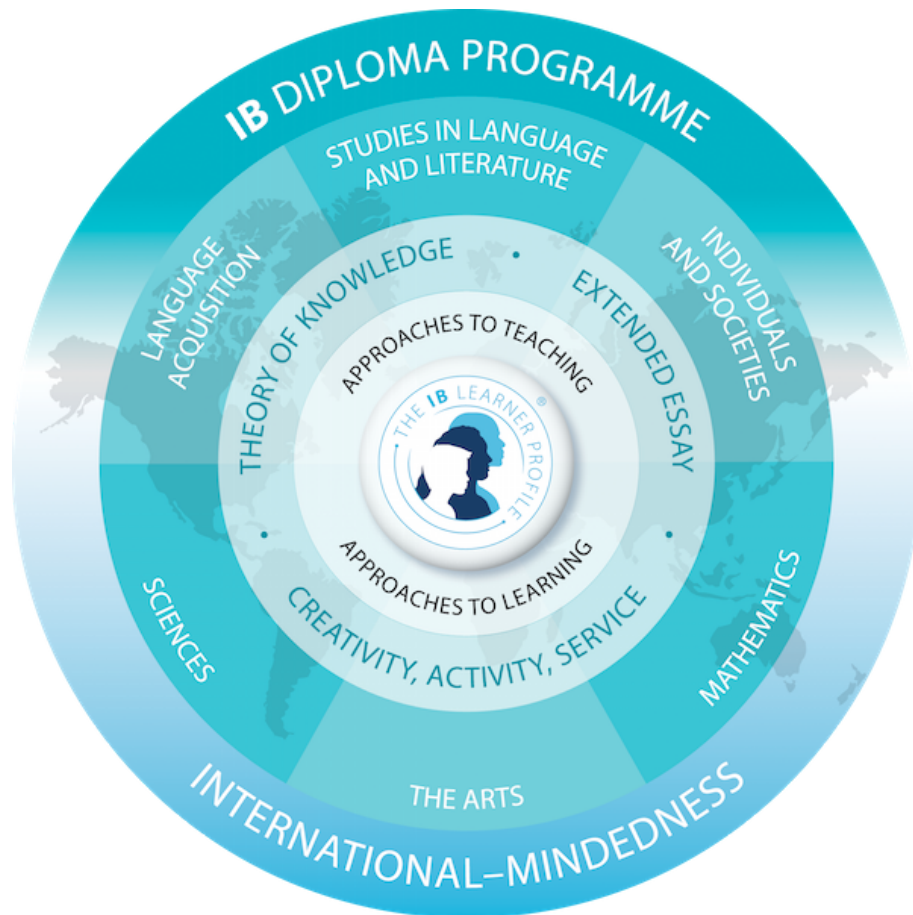 IB DIPLOMA PROGRAMME
STUDIES IN LANGUAGE
AND LITERATURE
LANGUAGE
ACQUISITION
INDIVIDUALS
AND SOCIETIES
THEORY OF KNOWLEDGE
•
EXTENDED ESSAY
•
APPROACHES TO TEACHING
• THE IB LEARNER PROFILE •
®
APPROACHES TO LEARNING
•
CREATIVITY, ACTIVITY, SERVICE
SCIENCES
MATHEMATICS
THE ARTS
INTERNATIONAL–MINDEDNESS